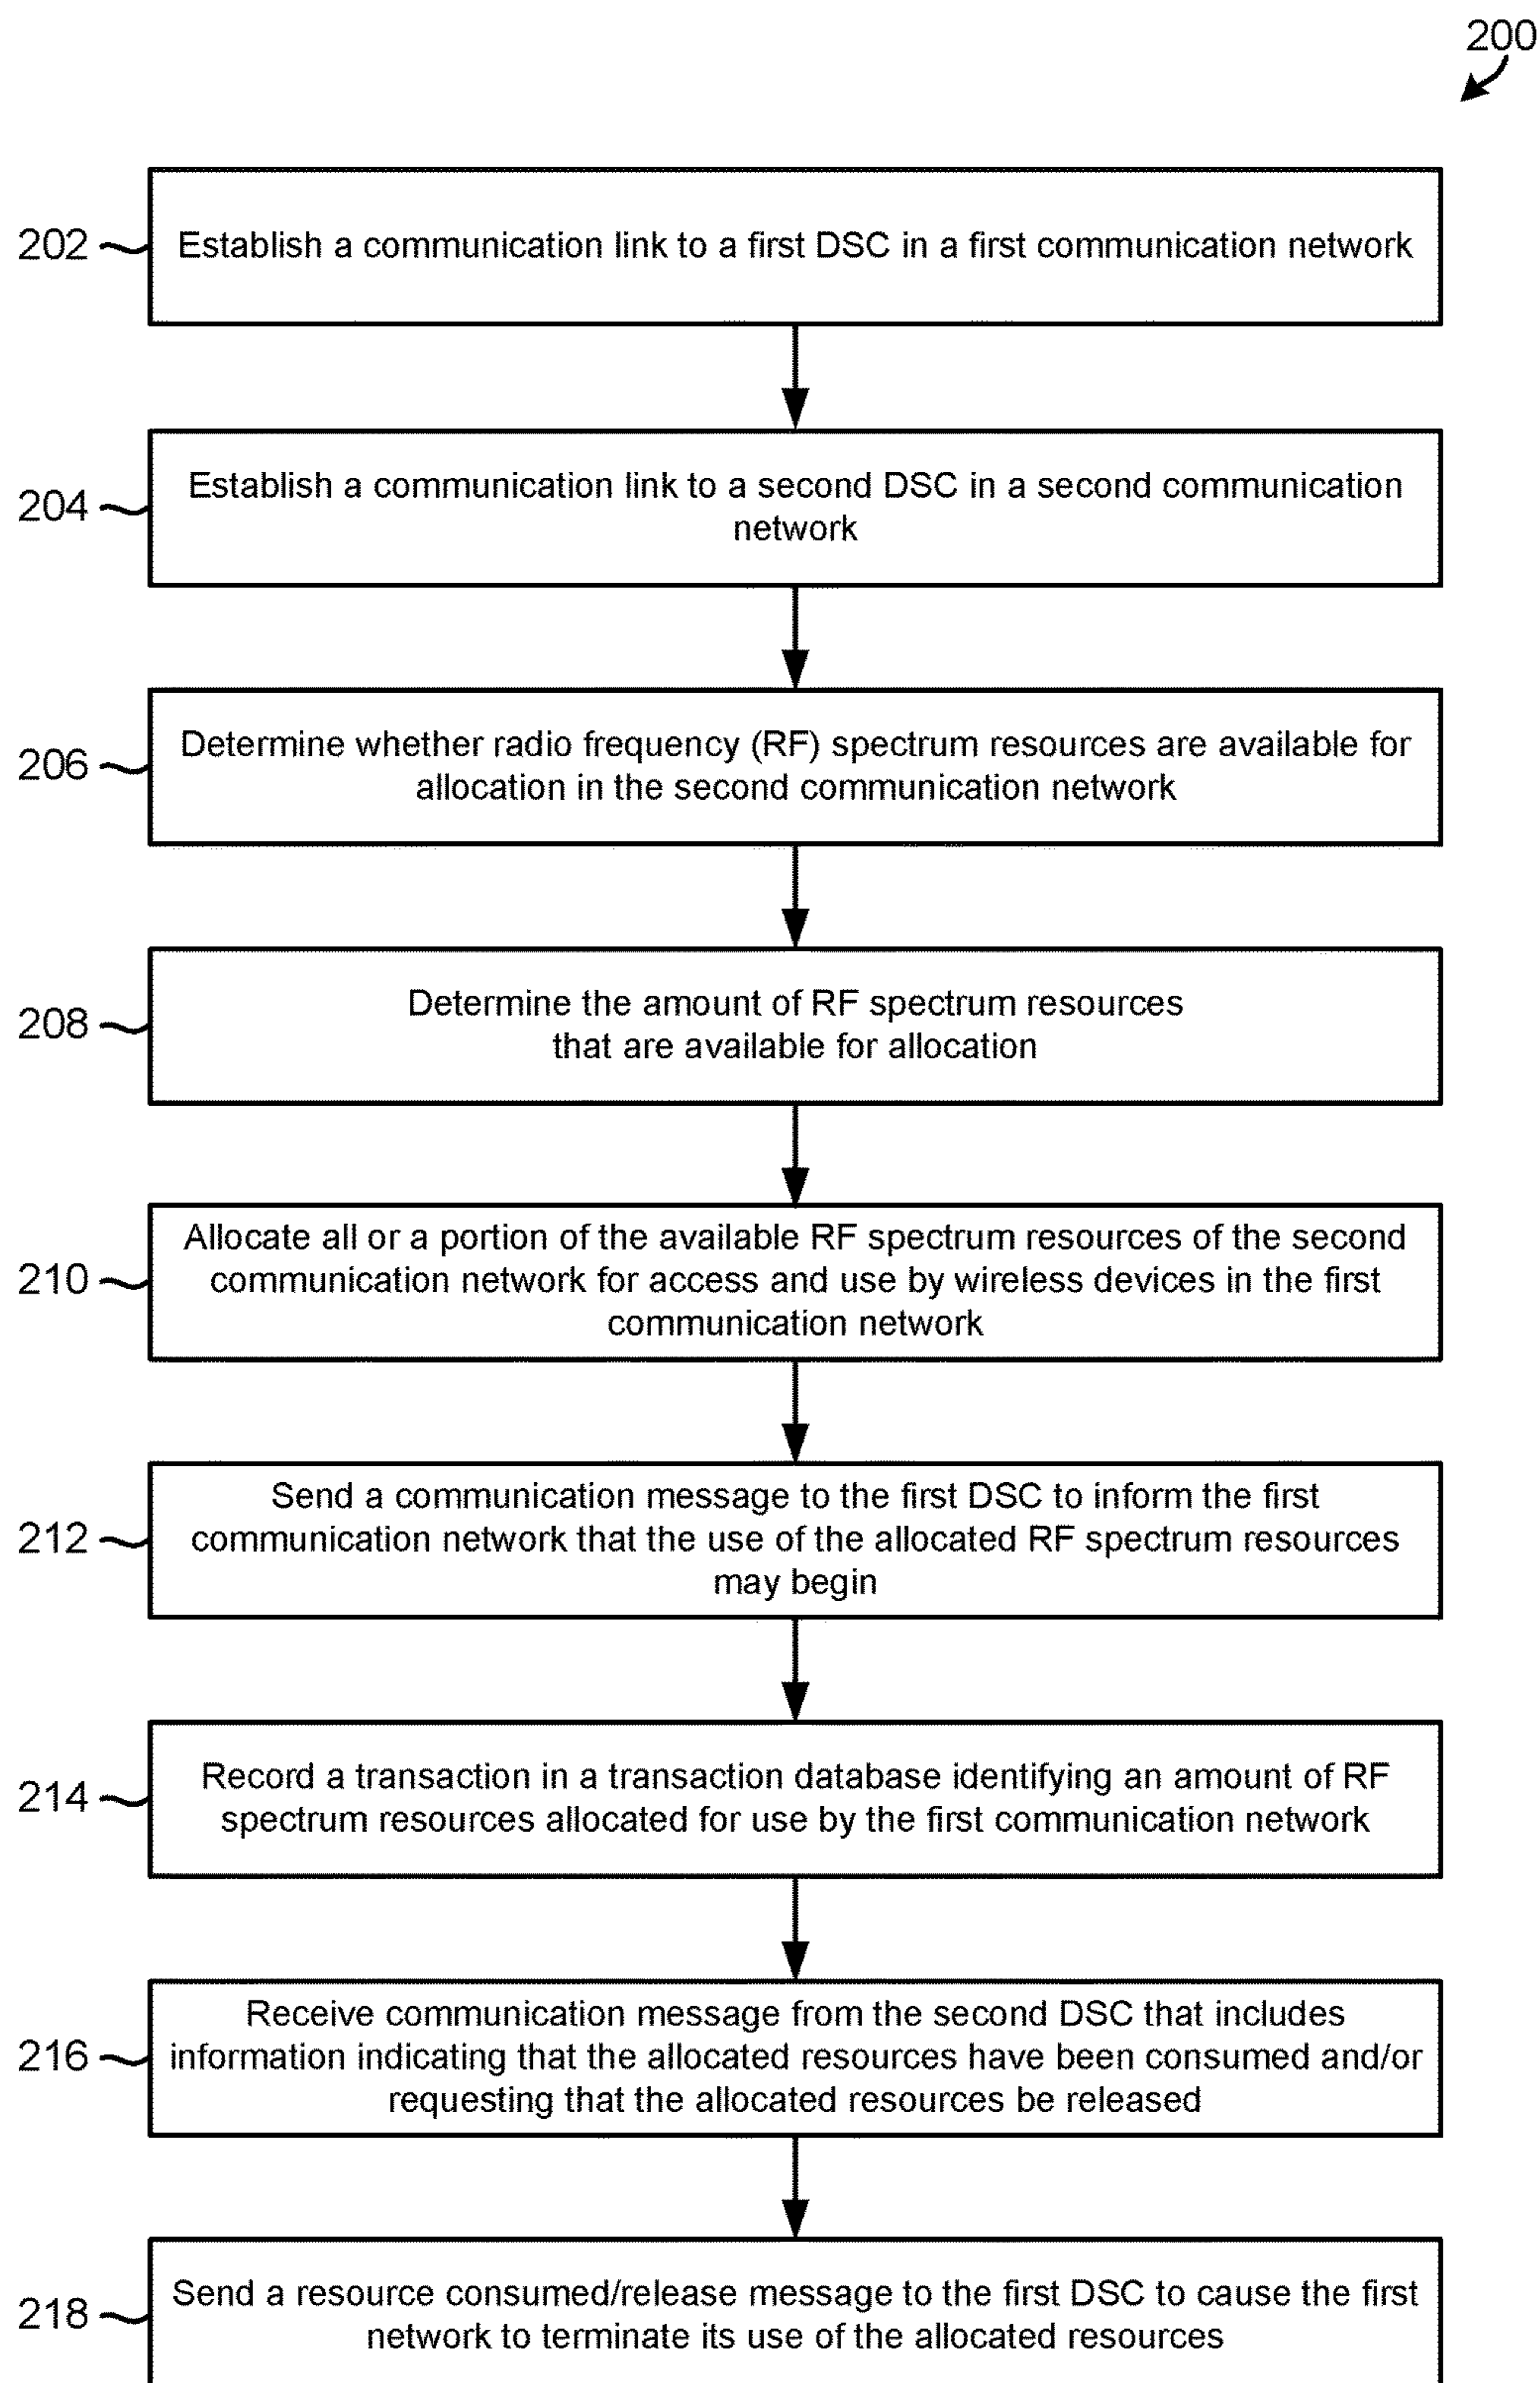 200
202
Establish a communication link to a first DSC in a first communication network
204
Establish a communication link to a second DSC in a second communication
network
206
Determine whether radio frequency (RF) spectrum resources are available for
allocation in the second communication network
208
Determine the amount of RF spectrum resources
that are available for allocation
210
Allocate all or a portion of the available RF spectrum resources of the second
communication network for access and use by wireless devices in the first
communication network
212
Send a communication message to the first DSC to inform the first
communication network that the use of the allocated RF spectrum resources
may begin
214
Record a transaction in a transaction database identifying an amount of RF
spectrum resources allocated for use by the first communication network
216
Receive communication message from the second DSC that includes
information indicating that the allocated resources have been consumed and/or
requesting that the allocated resources be released
218
Send a resource consumed/release message to the first DSC to cause the first
network to terminate its use of the allocated resources